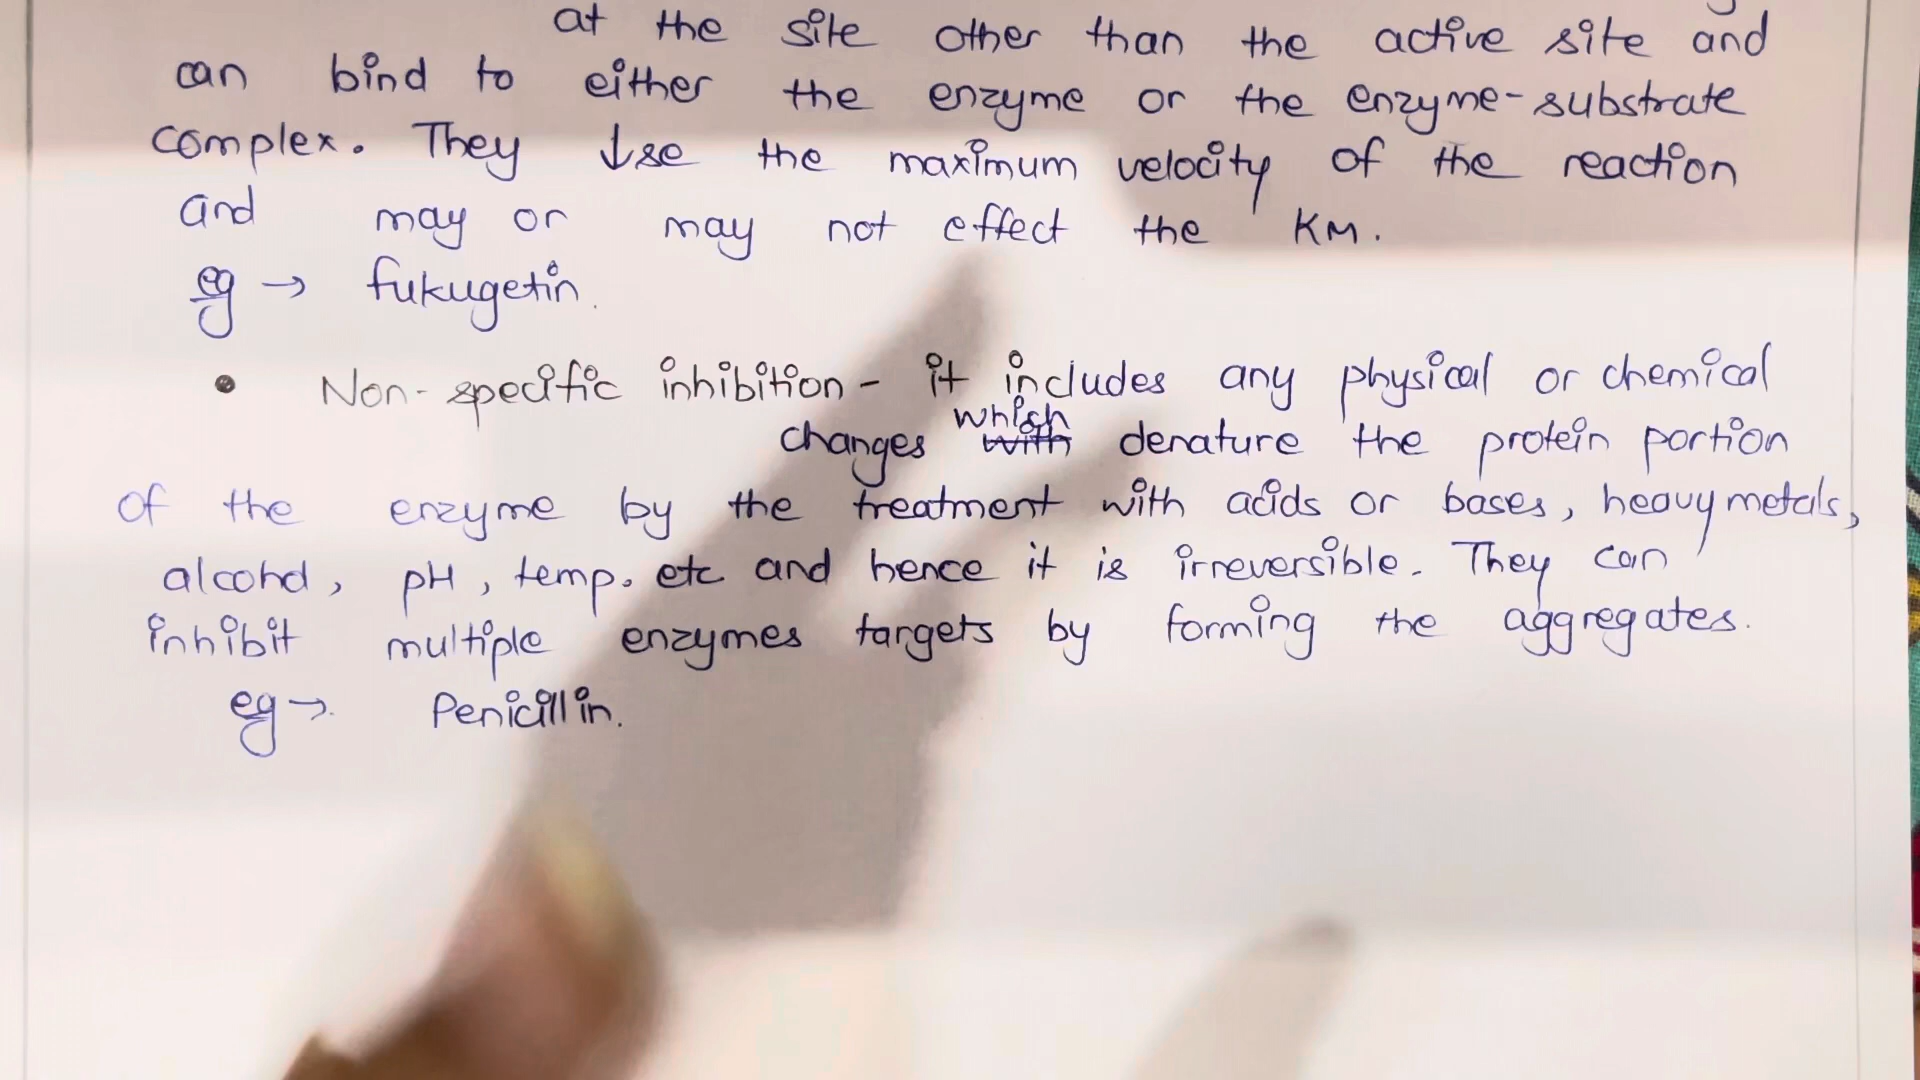 at the site other than the active site and
can bind to either the enzyme or the enzyme-substrate
complex. They ↓se the maximum velocity of the reaction
and may or may not effect the KM.
eg → fukugetin.
• Non-specific inhibition - it includes any physical or chemical
changes which with denature the protein portion
of the enzyme by the treatment with acids or bases, heavy metals,
alcohol, pH, temp. etc and hence it is irreversible. They can
inhibit multiple enzymes targets by forming the aggregates.
eg → Penicillin.